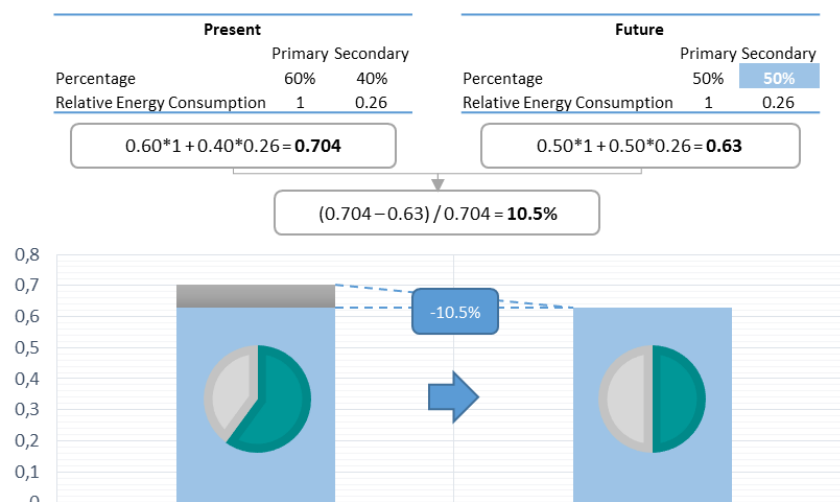 Present
Primary Secondary
Percentage 60% 40%
Relative Energy Consumption 1 0.26
0.60*1+0.40*0.26=0.704
Future
Primary Secondary
Percentage 50% 50%
Relative Energy Consumption 1 0.26
0.50*1+0.50*0.26=0.63
(0.704–0.63)/0.704=10.5%
0,8
0,7
0,6
0,5
0,4
0,3
0,2
0,1
0
-10.5%